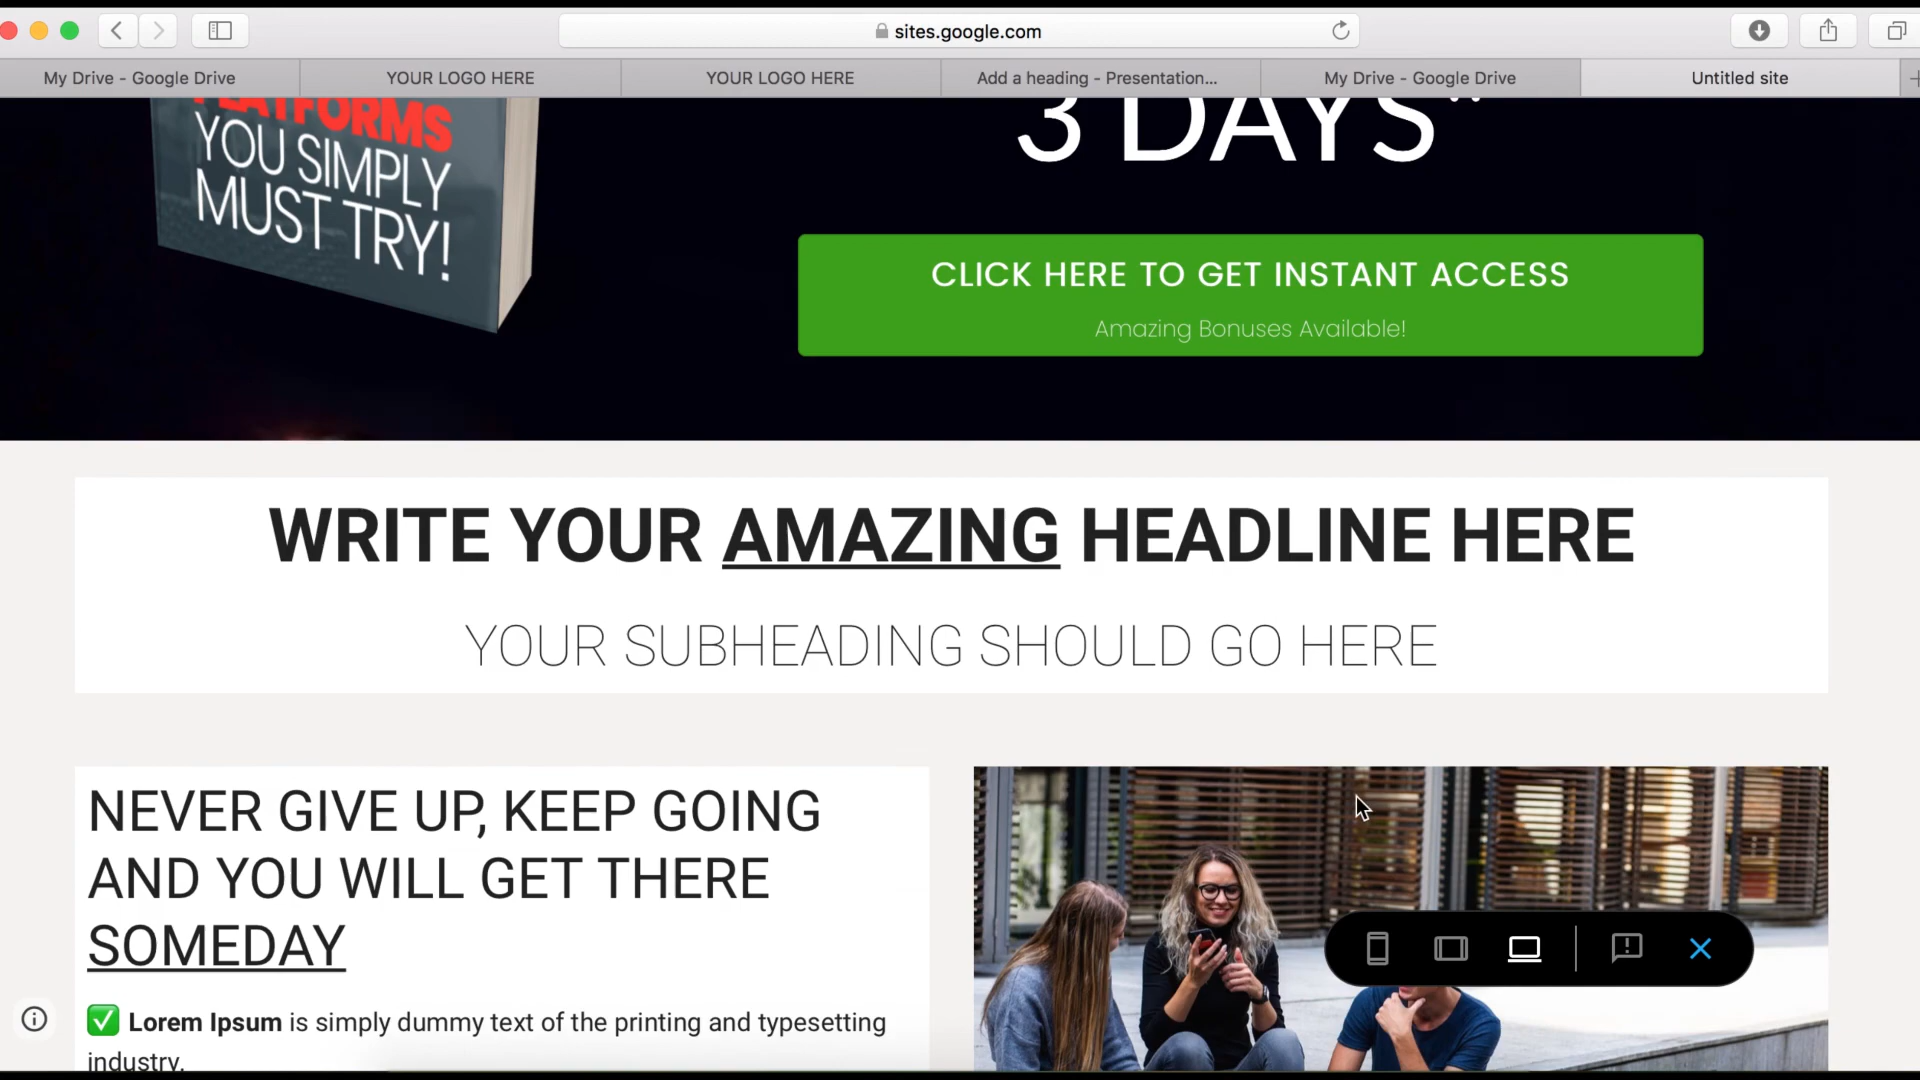 sites.google.com
My Drive - Google Drive
YOUR LOGO HERE
YOUR LOGO HERE
Add a heading - Presentation...
My Drive - Google Drive
Untitled site
PLATFORMS
YOU SIMPLY
MUST TRY!
3 DAYS"
CLICK HERE TO GET INSTANT ACCESS
Amazing Bonuses Available!
WRITE YOUR AMAZING HEADLINE HERE
YOUR SUBHEADING SHOULD GO HERE
NEVER GIVE UP, KEEP GOING
AND YOU WILL GET THERE
SOMEDAY
✅ Lorem Ipsum is simply dummy text of the printing and typesetting
industry.